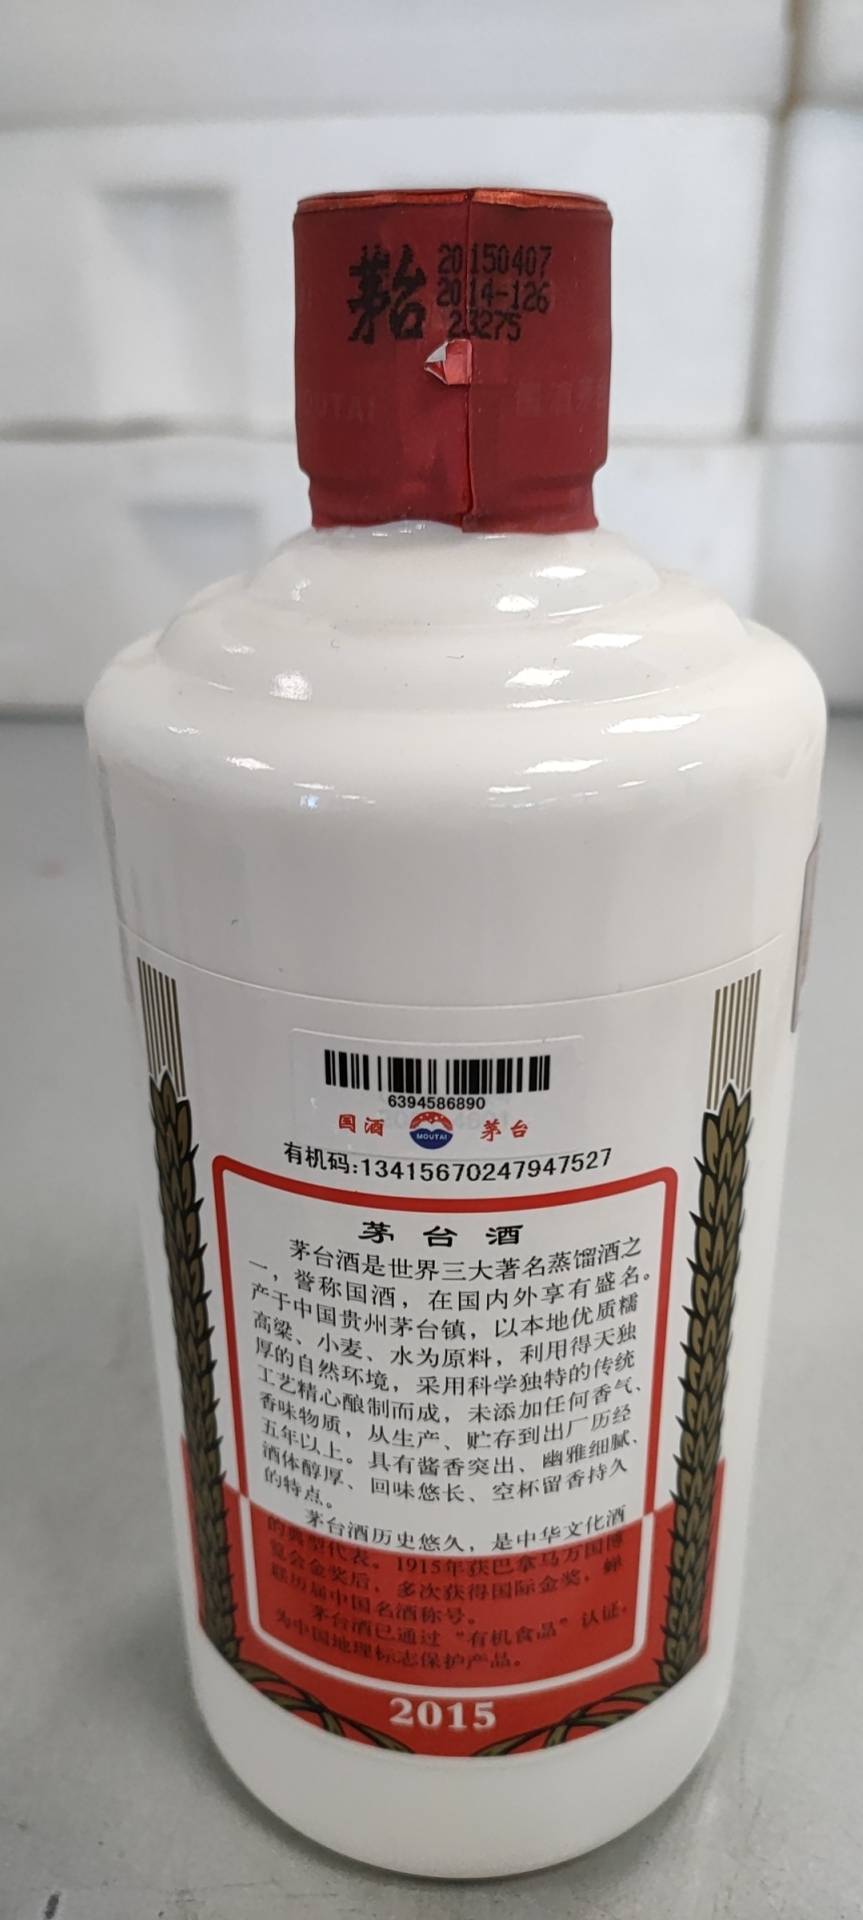 茅台
20150407
2014-126
23275
MOUTAI
6394586890
国酒 MOUTAI 茅台
有机码:13415670247947527
茅台酒
茅台酒是世界三大著名蒸馏酒之
一，誉称国酒，在国内外享有盛名。
产于中国贵州茅台镇，以本地优质糯
高粱、小麦、水为原料，利用得天独
厚的自然环境，采用科学独特的传统
工艺精心酿制而成，未添加任何香气、
香味物质，从生产、贮存到出厂历经
五年以上。具有酱香突出、幽雅细腻、
酒体醇厚、回味悠长、空杯留香持久
的特点。
茅台酒历史悠久，是中华文化酒
的典型代表。1915年获巴拿马万国博
览会金奖后，多次获得国际金奖，蝉
联历届中国名酒称号。
茅台酒已通过“有机食品”认证，
为中国地理标志保护产品。
2015